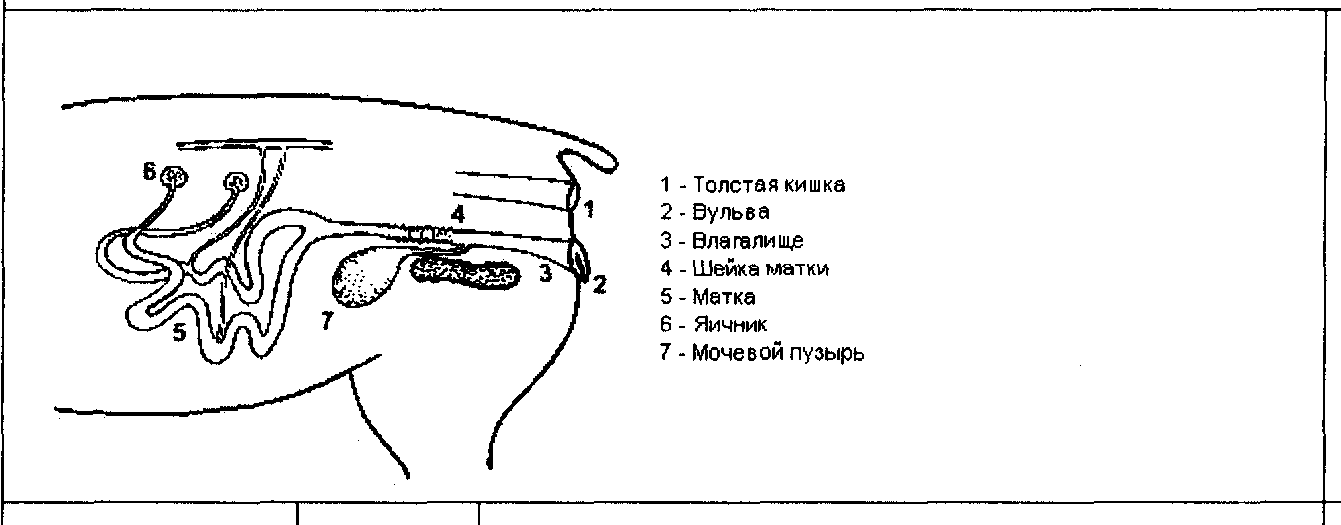 6
4
1
3
2
5
7
1 - Толстая кишка
2 - Вульва
3 - Влагалище
4 - Шейка матки
5 - Матка
6 - Яичник
7 - Мочевой пузырь